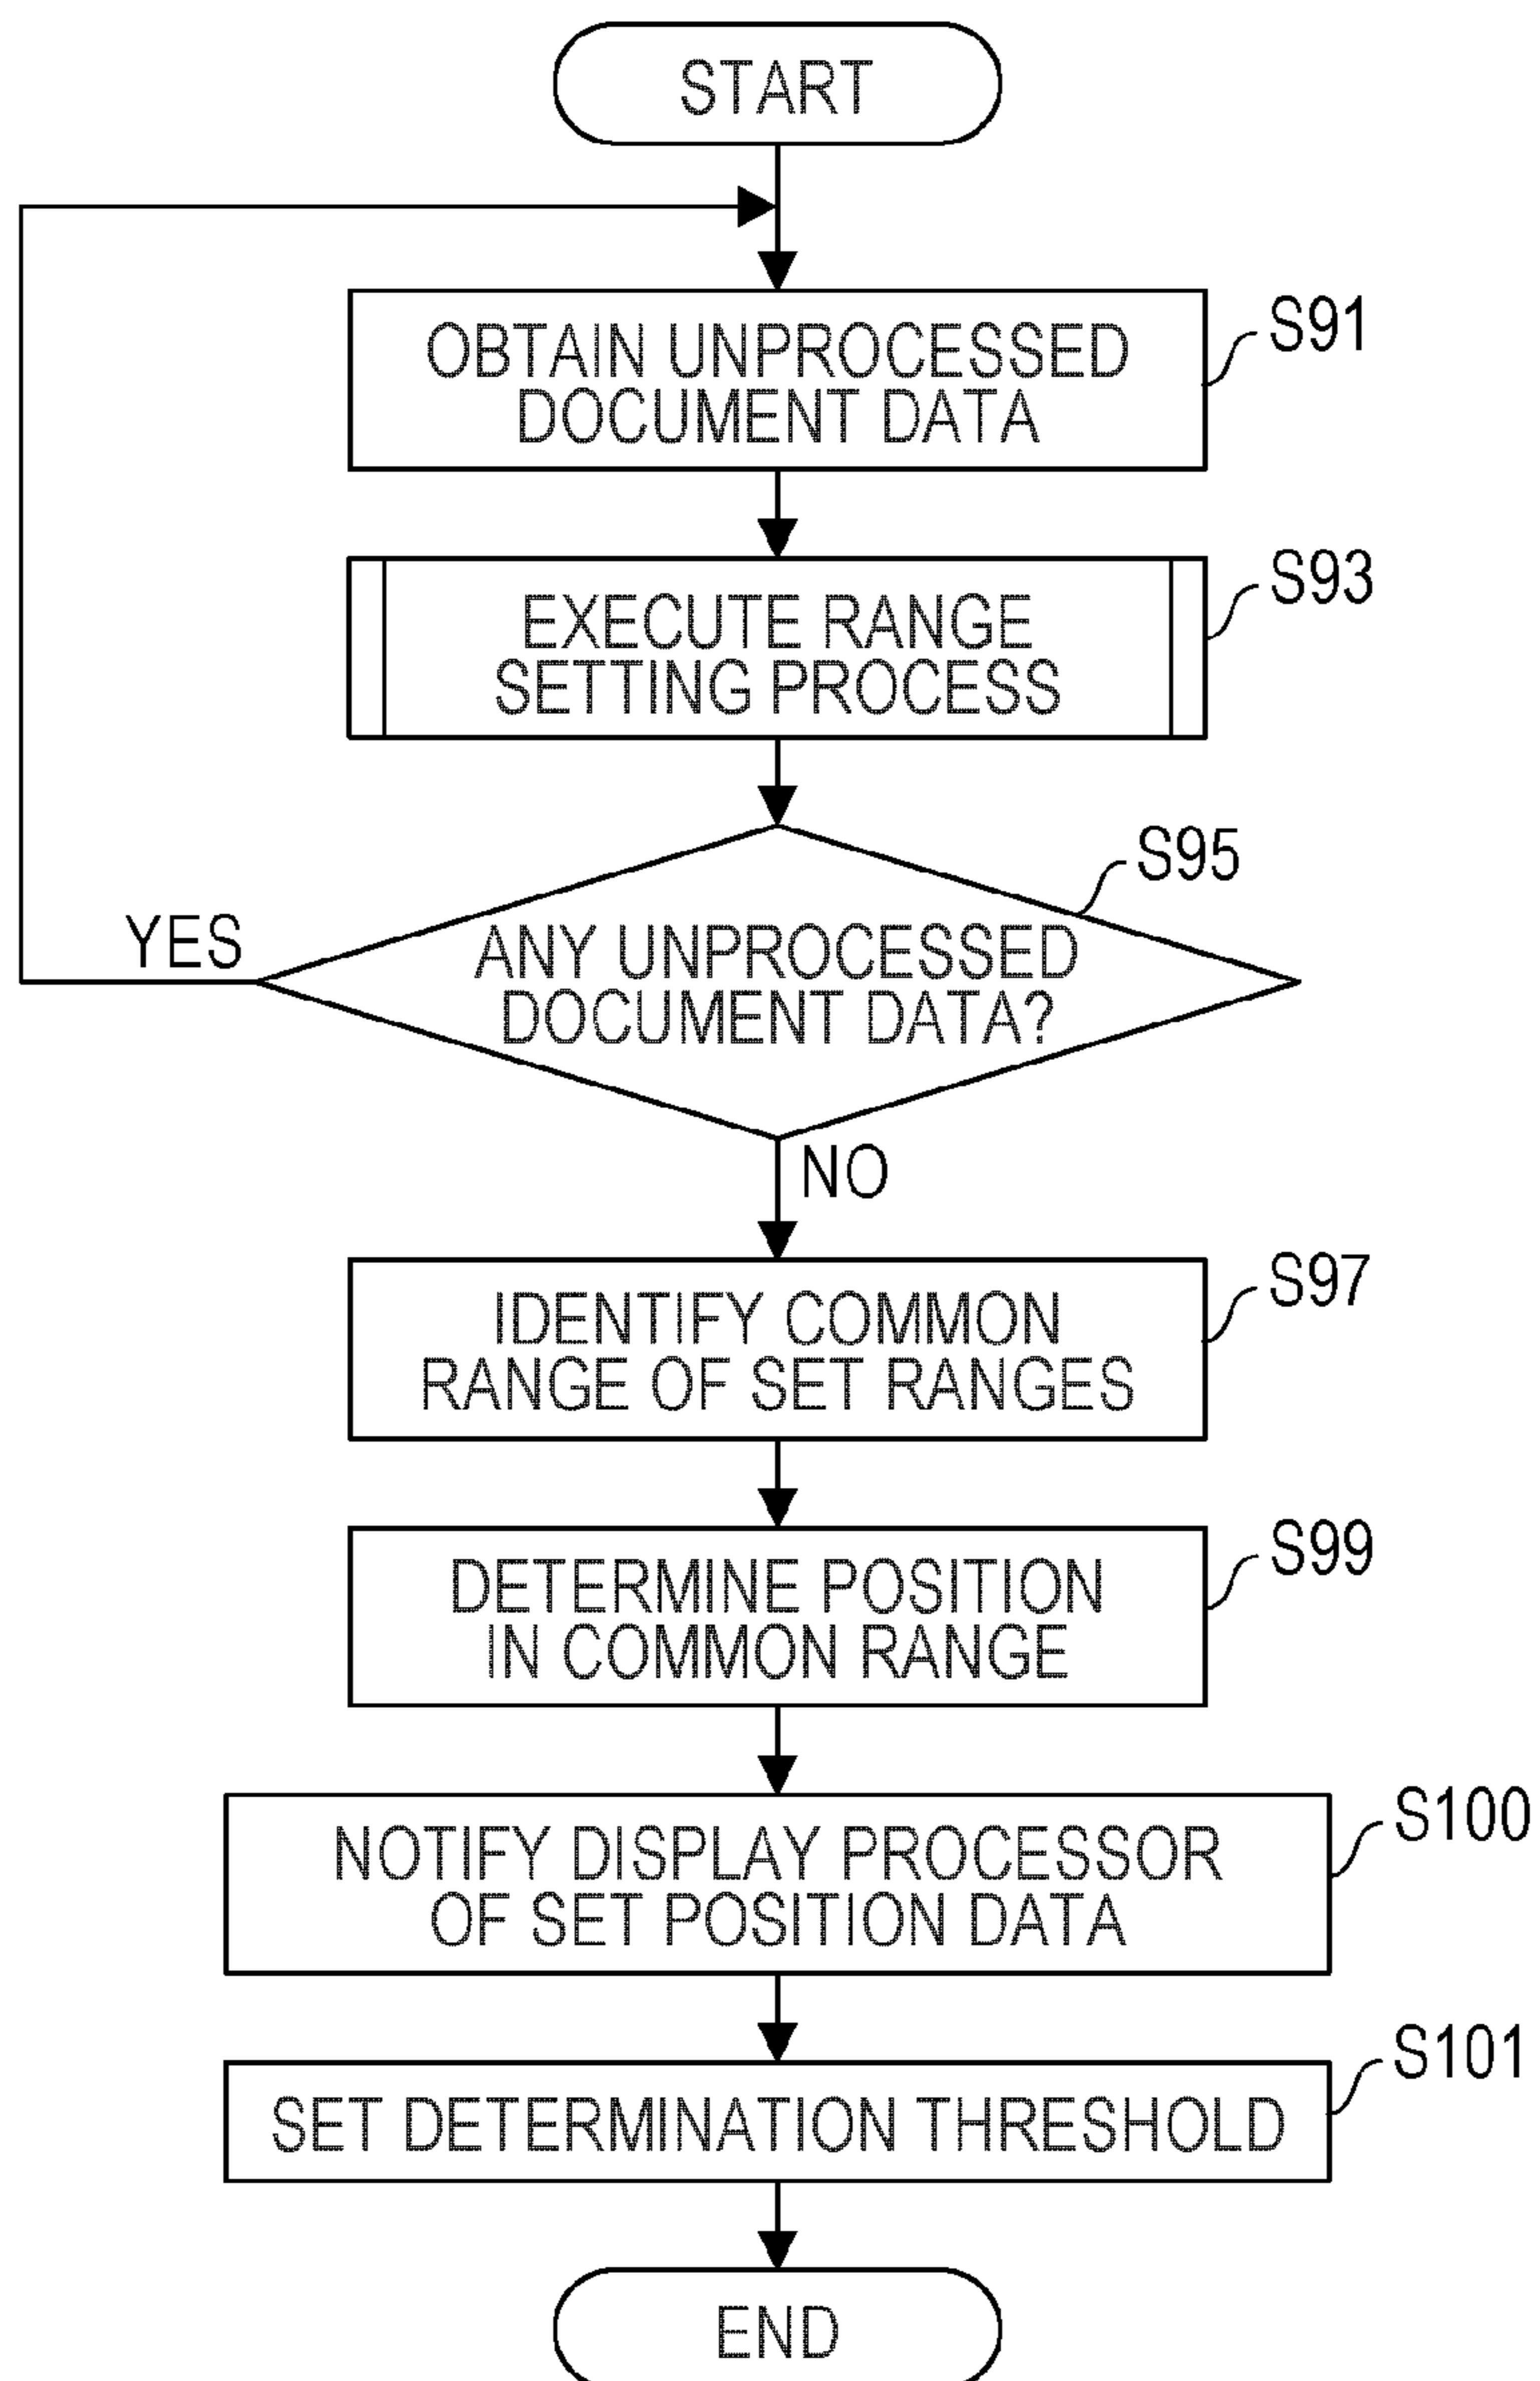 START
OBTAIN UNPROCESSED
DOCUMENT DATA
S91
EXECUTE RANGE
SETTING PROCESS
S93
ANY UNPROCESSED
DOCUMENT DATA?
S95
YES
NO
IDENTIFY COMMON
RANGE OF SET RANGES
S97
DETERMINE POSITION
IN COMMON RANGE
S99
NOTIFY DISPLAY PROCESSOR
OF SET POSITION DATA
S100
SET DETERMINATION THRESHOLD
S101
END